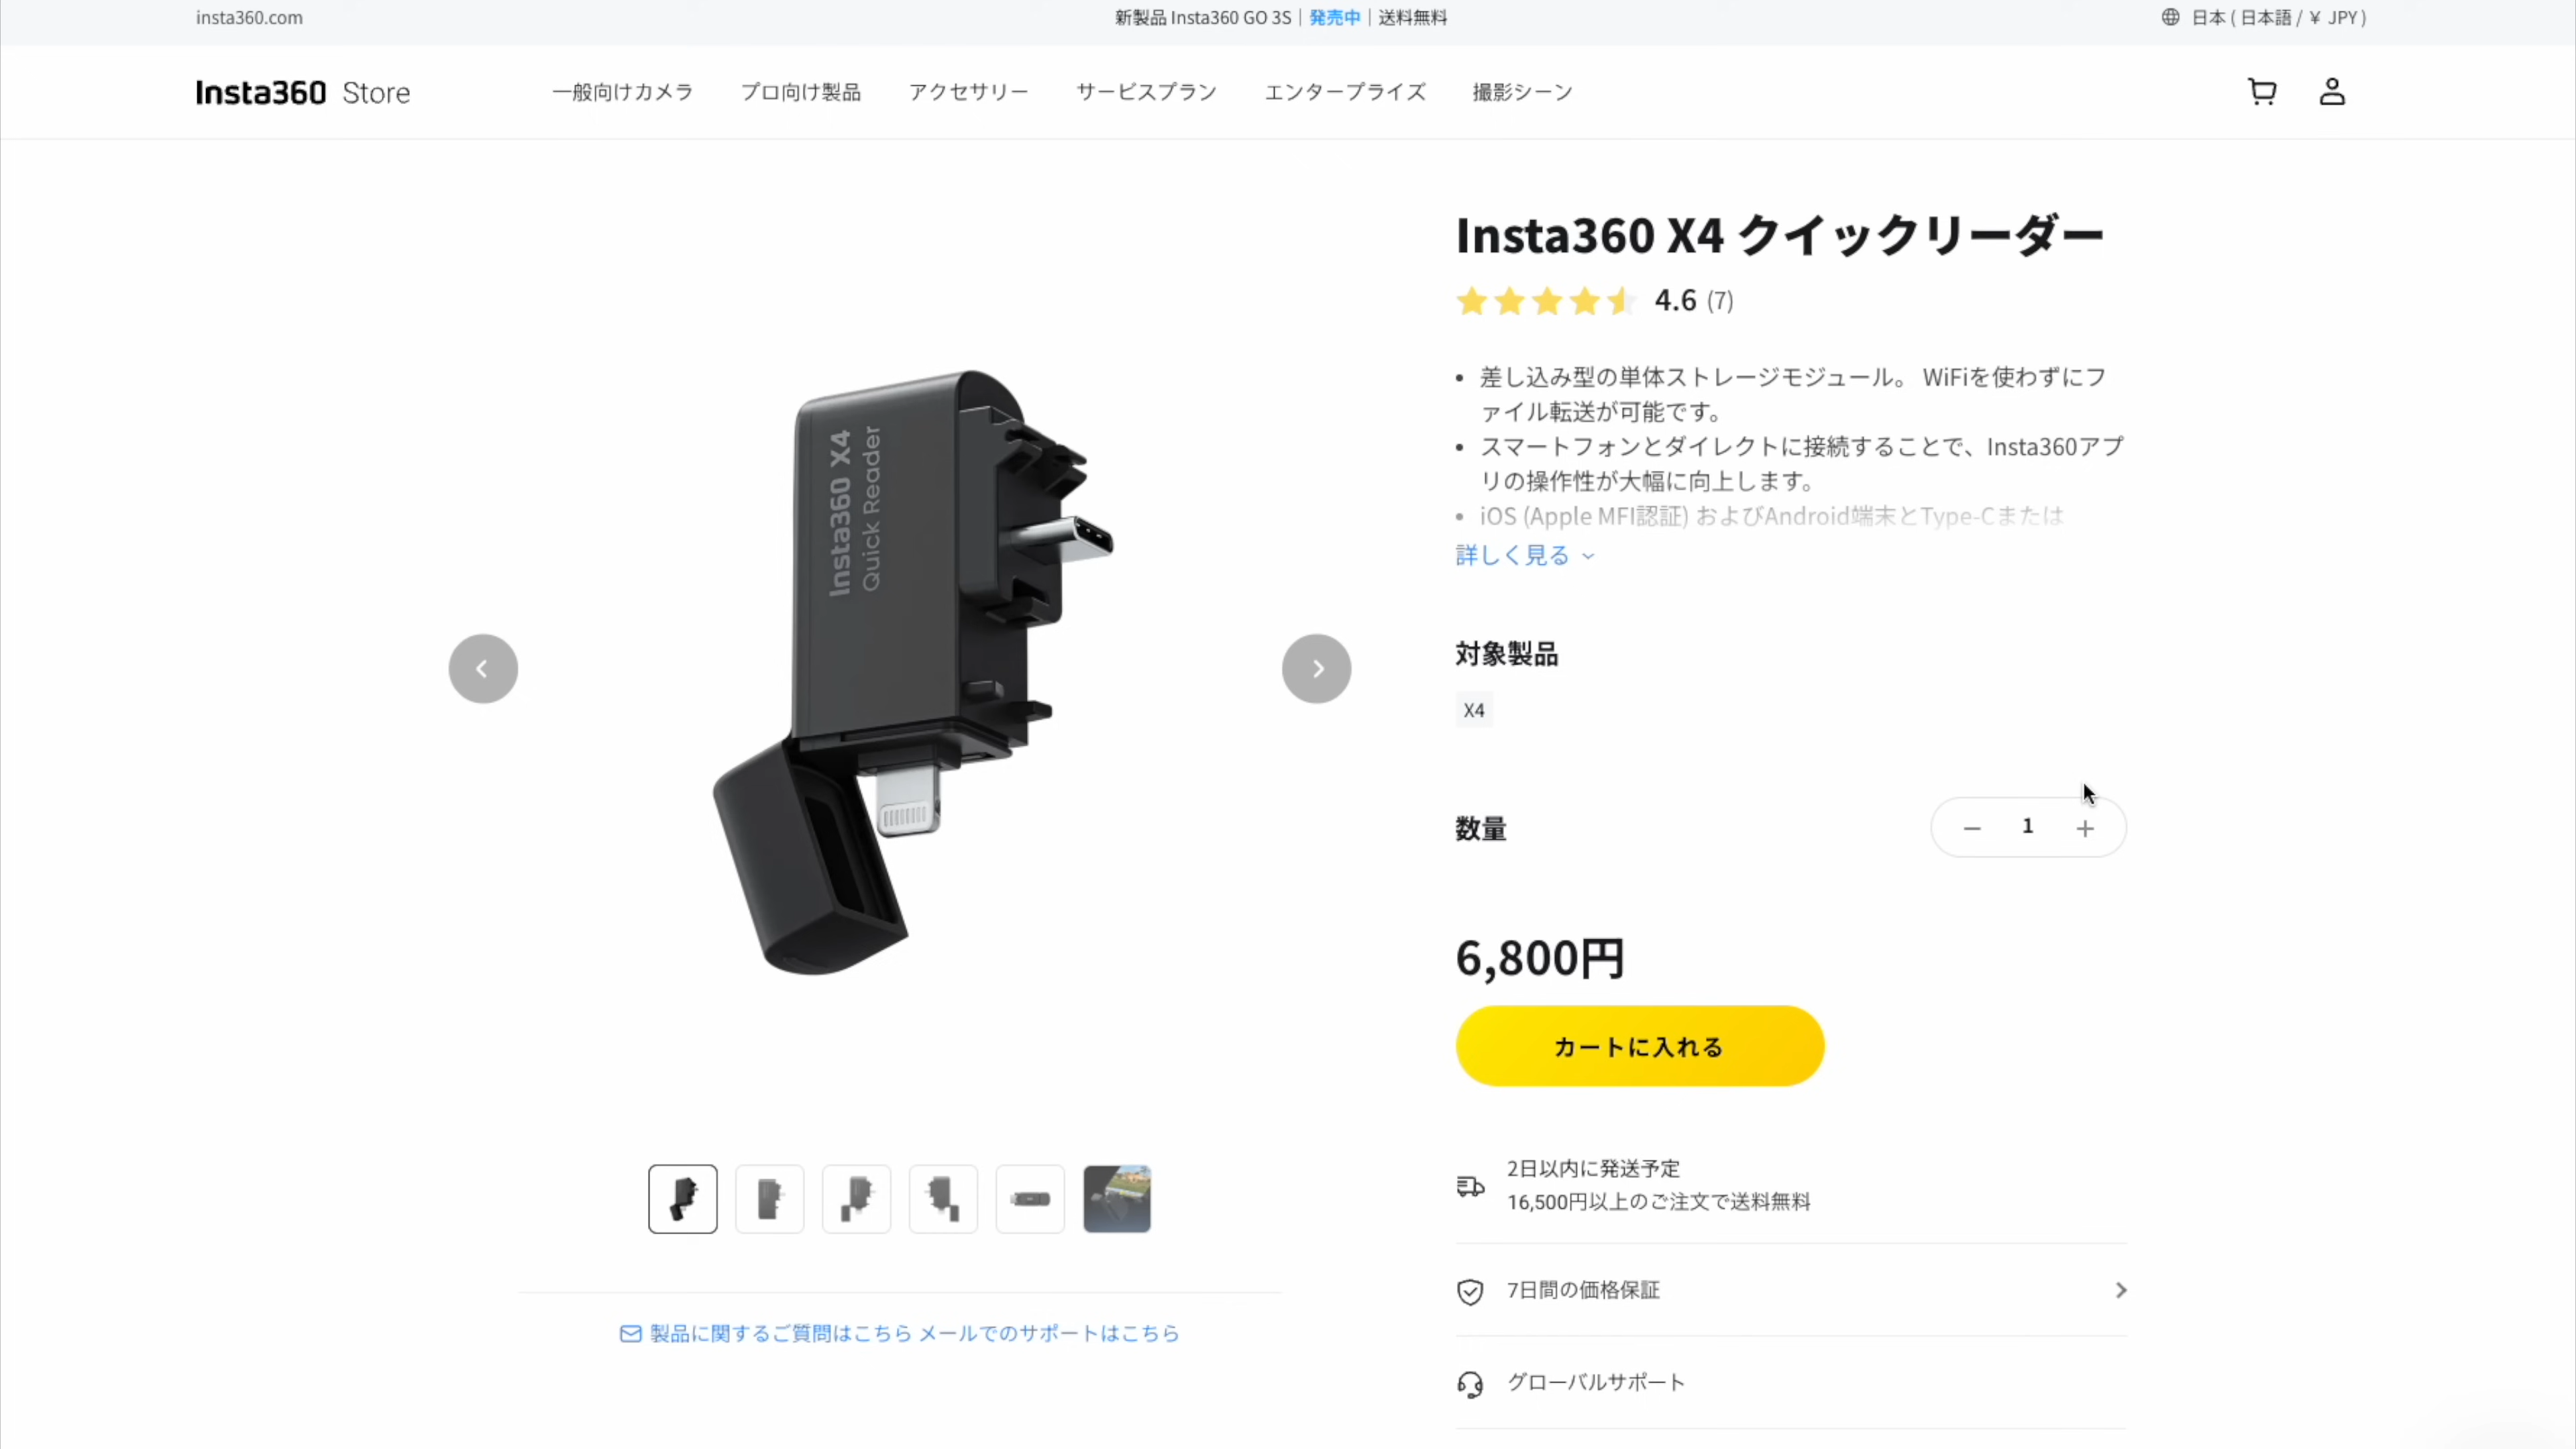 insta360.com
新製品 Insta360 GO 3S | 発売中 | 送料無料
日本 ( 日本語 / ¥ JPY )
Insta360 Store
一般向けカメラ
プロ向け製品
アクセサリー
サービスプラン
エンタープライズ
撮影シーン
Insta360 X4 クイックリーダー
4.6 (7)
差し込み型の単体ストレージモジュール。 WiFiを使わずにフ
ァイル転送が可能です。
スマートフォンとダイレクトに接続することで、Insta360アプ
リの操作性が大幅に向上します。
iOS (Apple MFI認証) およびAndroid端末とType-Cまたは
詳しく見る
Insta360 X4
Quick Reader
対象製品
X4
数量
1
6,800円
カートに入れる
2日以内に発送予定
16,500円以上のご注文で送料無料
7日間の価格保証
グローバルサポート
製品に関するご質問はこちら メールでのサポートはこちら